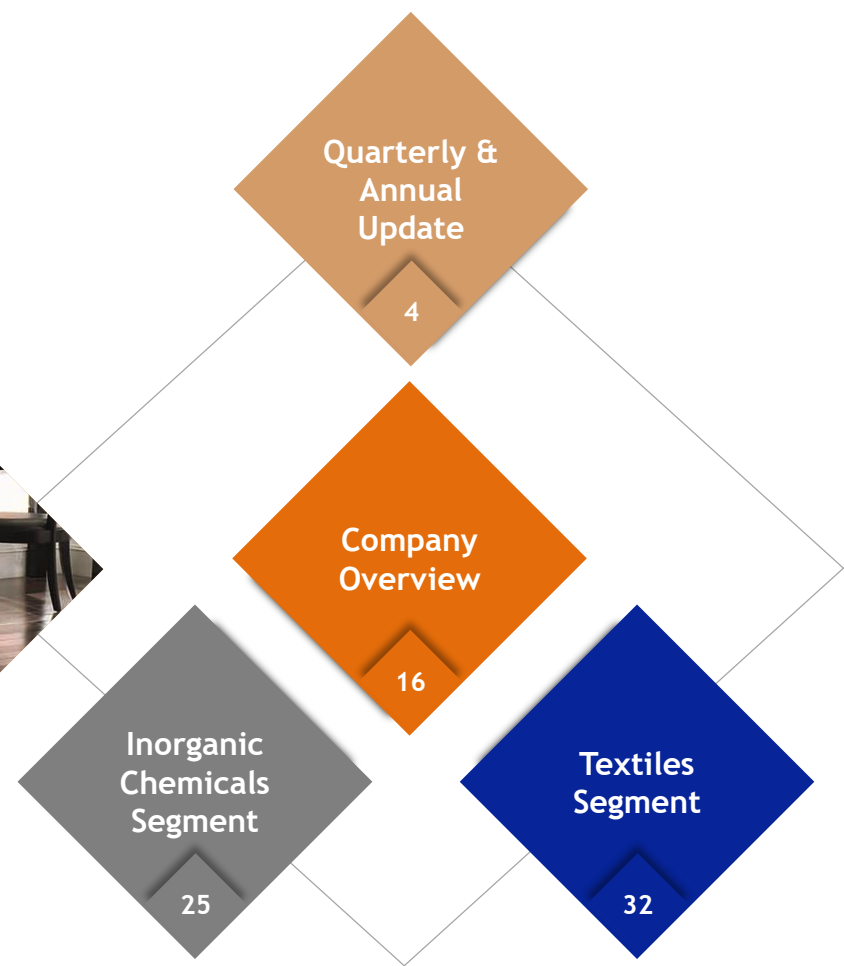 Quarterly &
Annual
Update
4
Company
Overview
16
Inorganic
Chemicals
Segment
25
Textiles
Segment
32